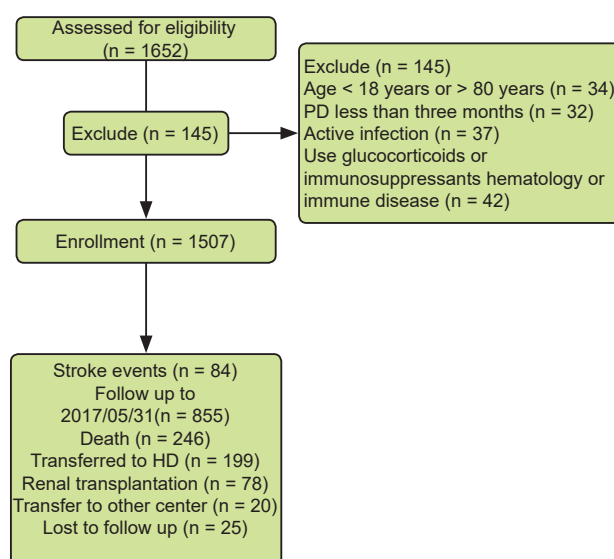 Assessed for eligibility
(n = 1652)
Exclude (n = 145)
Exclude (n = 145)
Age < 18 years or > 80 years (n = 34)
PD less than three months (n = 32)
Active infection (n = 37)
Use glucocorticoids or
immunosuppressants hematology or
immune disease (n = 42)
Enrollment (n = 1507)
Stroke events (n = 84)
Follow up to
2017/05/31(n = 855)
Death (n = 246)
Transferred to HD (n = 199)
Renal transplantation (n = 78)
Transfer to other center (n = 20)
Lost to follow up (n = 25)